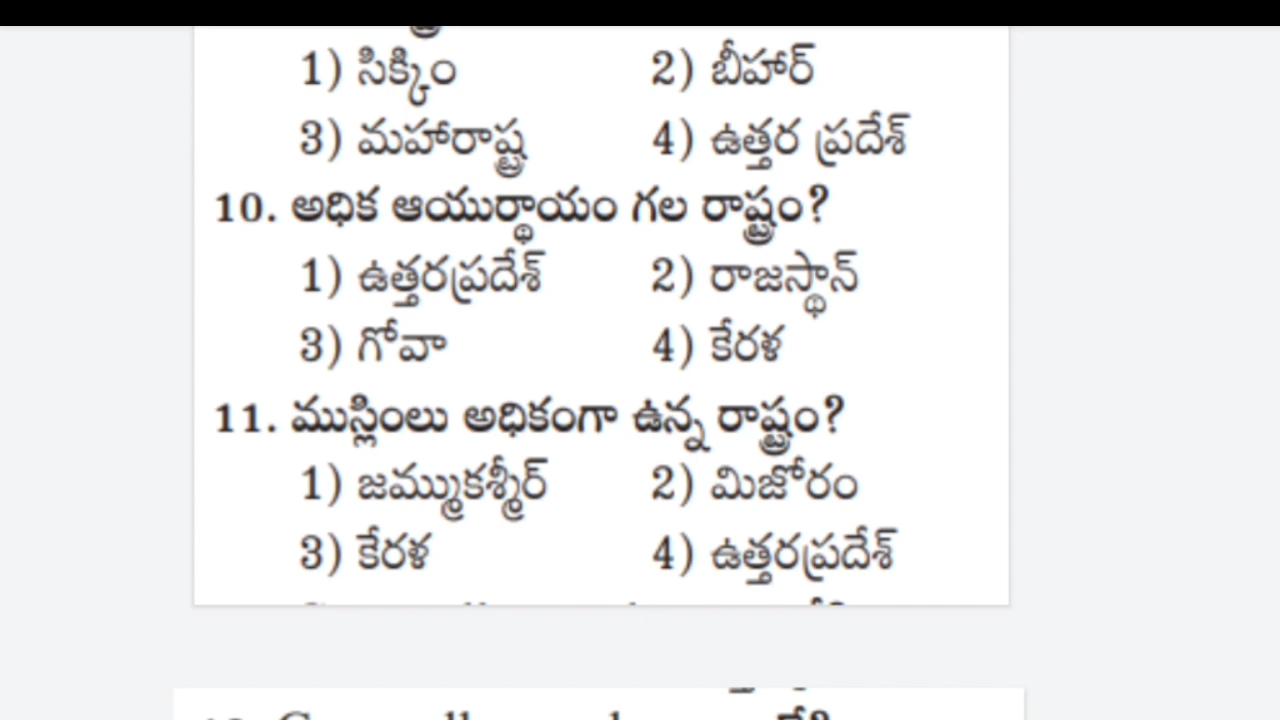 1) సిక్కిం 2) బీహార్
3) మహారాష్ట్ర 4) ఉత్తర ప్రదేశ్
10. అధిక ఆయుర్ధాయం గల రాష్ట్రం?
1) ఉత్తరప్రదేశ్ 2) రాజస్థాన్
3) గోవా 4) కేరళ
11. ముస్లింలు అధికంగా ఉన్న రాష్ట్రం?
1) జమ్ముకశ్మీర్ 2) మిజోరం
3) కేరళ 4) ఉత్తరప్రదేశ్